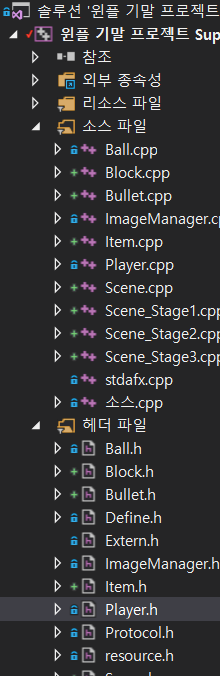 솔루션 '윈플 기말 프로젝트
윈플 기말 프로젝트 Sup
참조
외부 종속성
리소스 파일
소스 파일
Ball.cpp
Block.cpp
Bullet.cpp
ImageManager.cp
Item.cpp
Player.cpp
Scene.cpp
Scene_Stage1.cpp
Scene_Stage2.cpp
Scene_Stage3.cpp
stdafx.cpp
소스.cpp
헤더 파일
Ball.h
Block.h
Bullet.h
Define.h
Extern.h
ImageManager.h
Item.h
Player.h
Protocol.h
resource.h